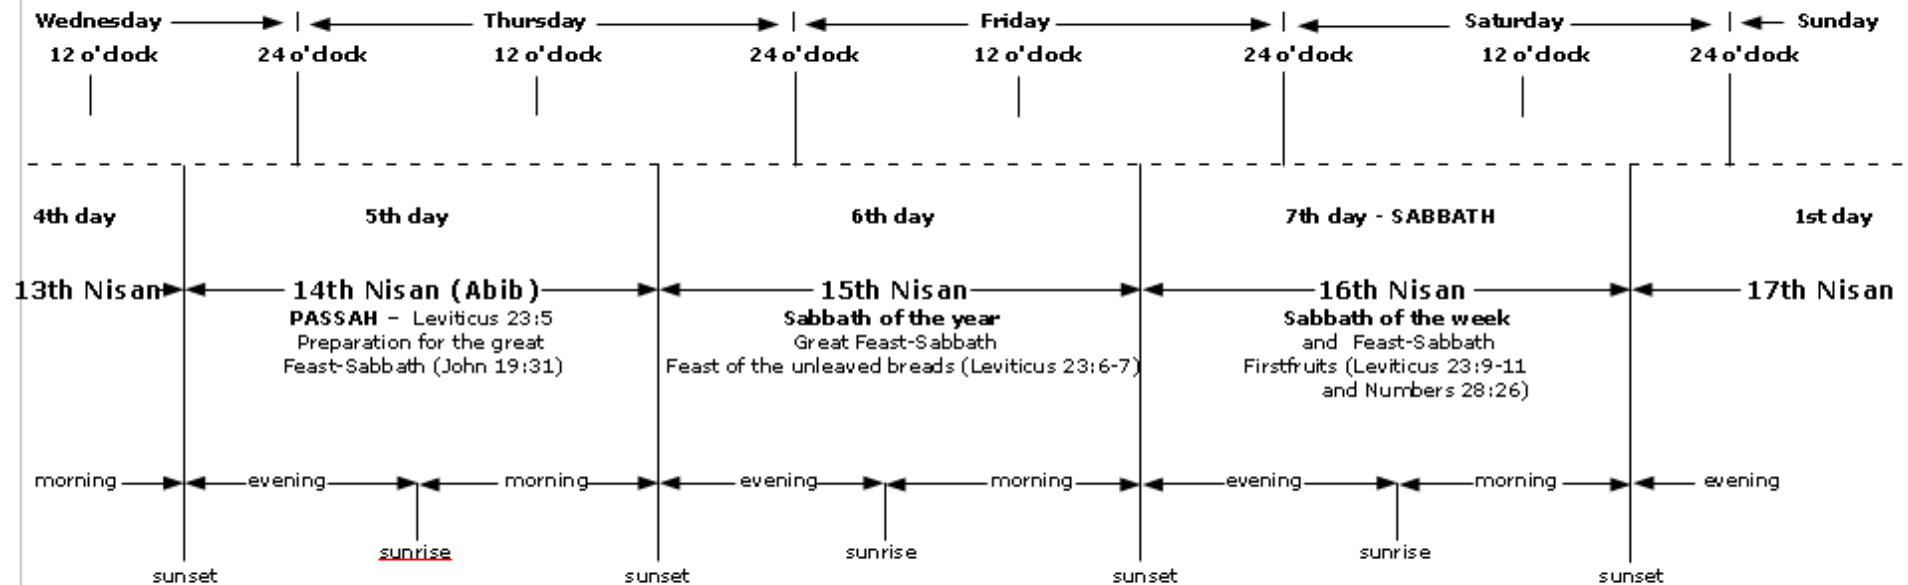 Wednesday Thursday Friday Saturday Sunday
12 o'clock 24 o'clock 12 o'clock 24 o'clock 12 o'clock 24 o'clock 12 o'clock 24 o'clock
4th day 5th day 6th day 7th day - SABBATH 1st day
13th Nisan 14th Nisan (Abib) 15th Nisan 16th Nisan 17th Nisan
PASSAH – Leviticus 23:5
Preparation for the great
Feast-Sabbath (John 19:31)
Sabbath of the year
Great Feast-Sabbath
Feast of the unleaved breads (Leviticus 23:6-7)
Sabbath of the week
and Feast-Sabbath
Firstfruits (Leviticus 23:9-11
and Numbers 28:26)
morning evening morning evening morning evening morning evening
sunrise sunrise sunrise
sunset sunset sunset sunset